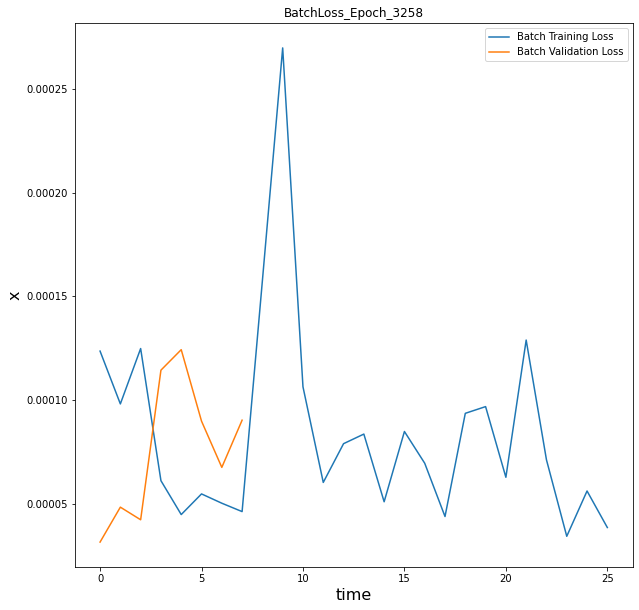 BatchLoss_Epoch_3258
Batch Training Loss
Batch Validation Loss
0.00025
0.00020
0.00015
0.00010
0.00005
x
0 5 10 15 20 25
time